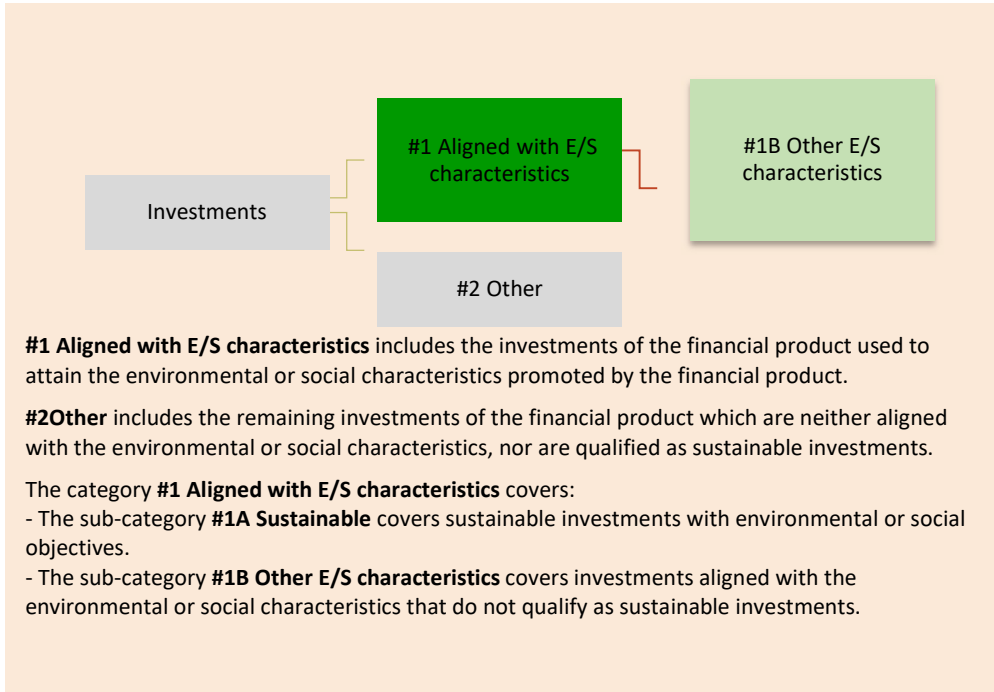 #1 Aligned with E/S
characteristics
#1B Other E/S
characteristics
Investments
#2 Other
#1 Aligned with E/S characteristics includes the investments of the financial product used to
attain the environmental or social characteristics promoted by the financial product.
#2Other includes the remaining investments of the financial product which are neither aligned
with the environmental or social characteristics, nor are qualified as sustainable investments.
The category #1 Aligned with E/S characteristics covers:
- The sub-category #1A Sustainable covers sustainable investments with environmental or social
objectives.
- The sub-category #1B Other E/S characteristics covers investments aligned with the
environmental or social characteristics that do not qualify as sustainable investments.